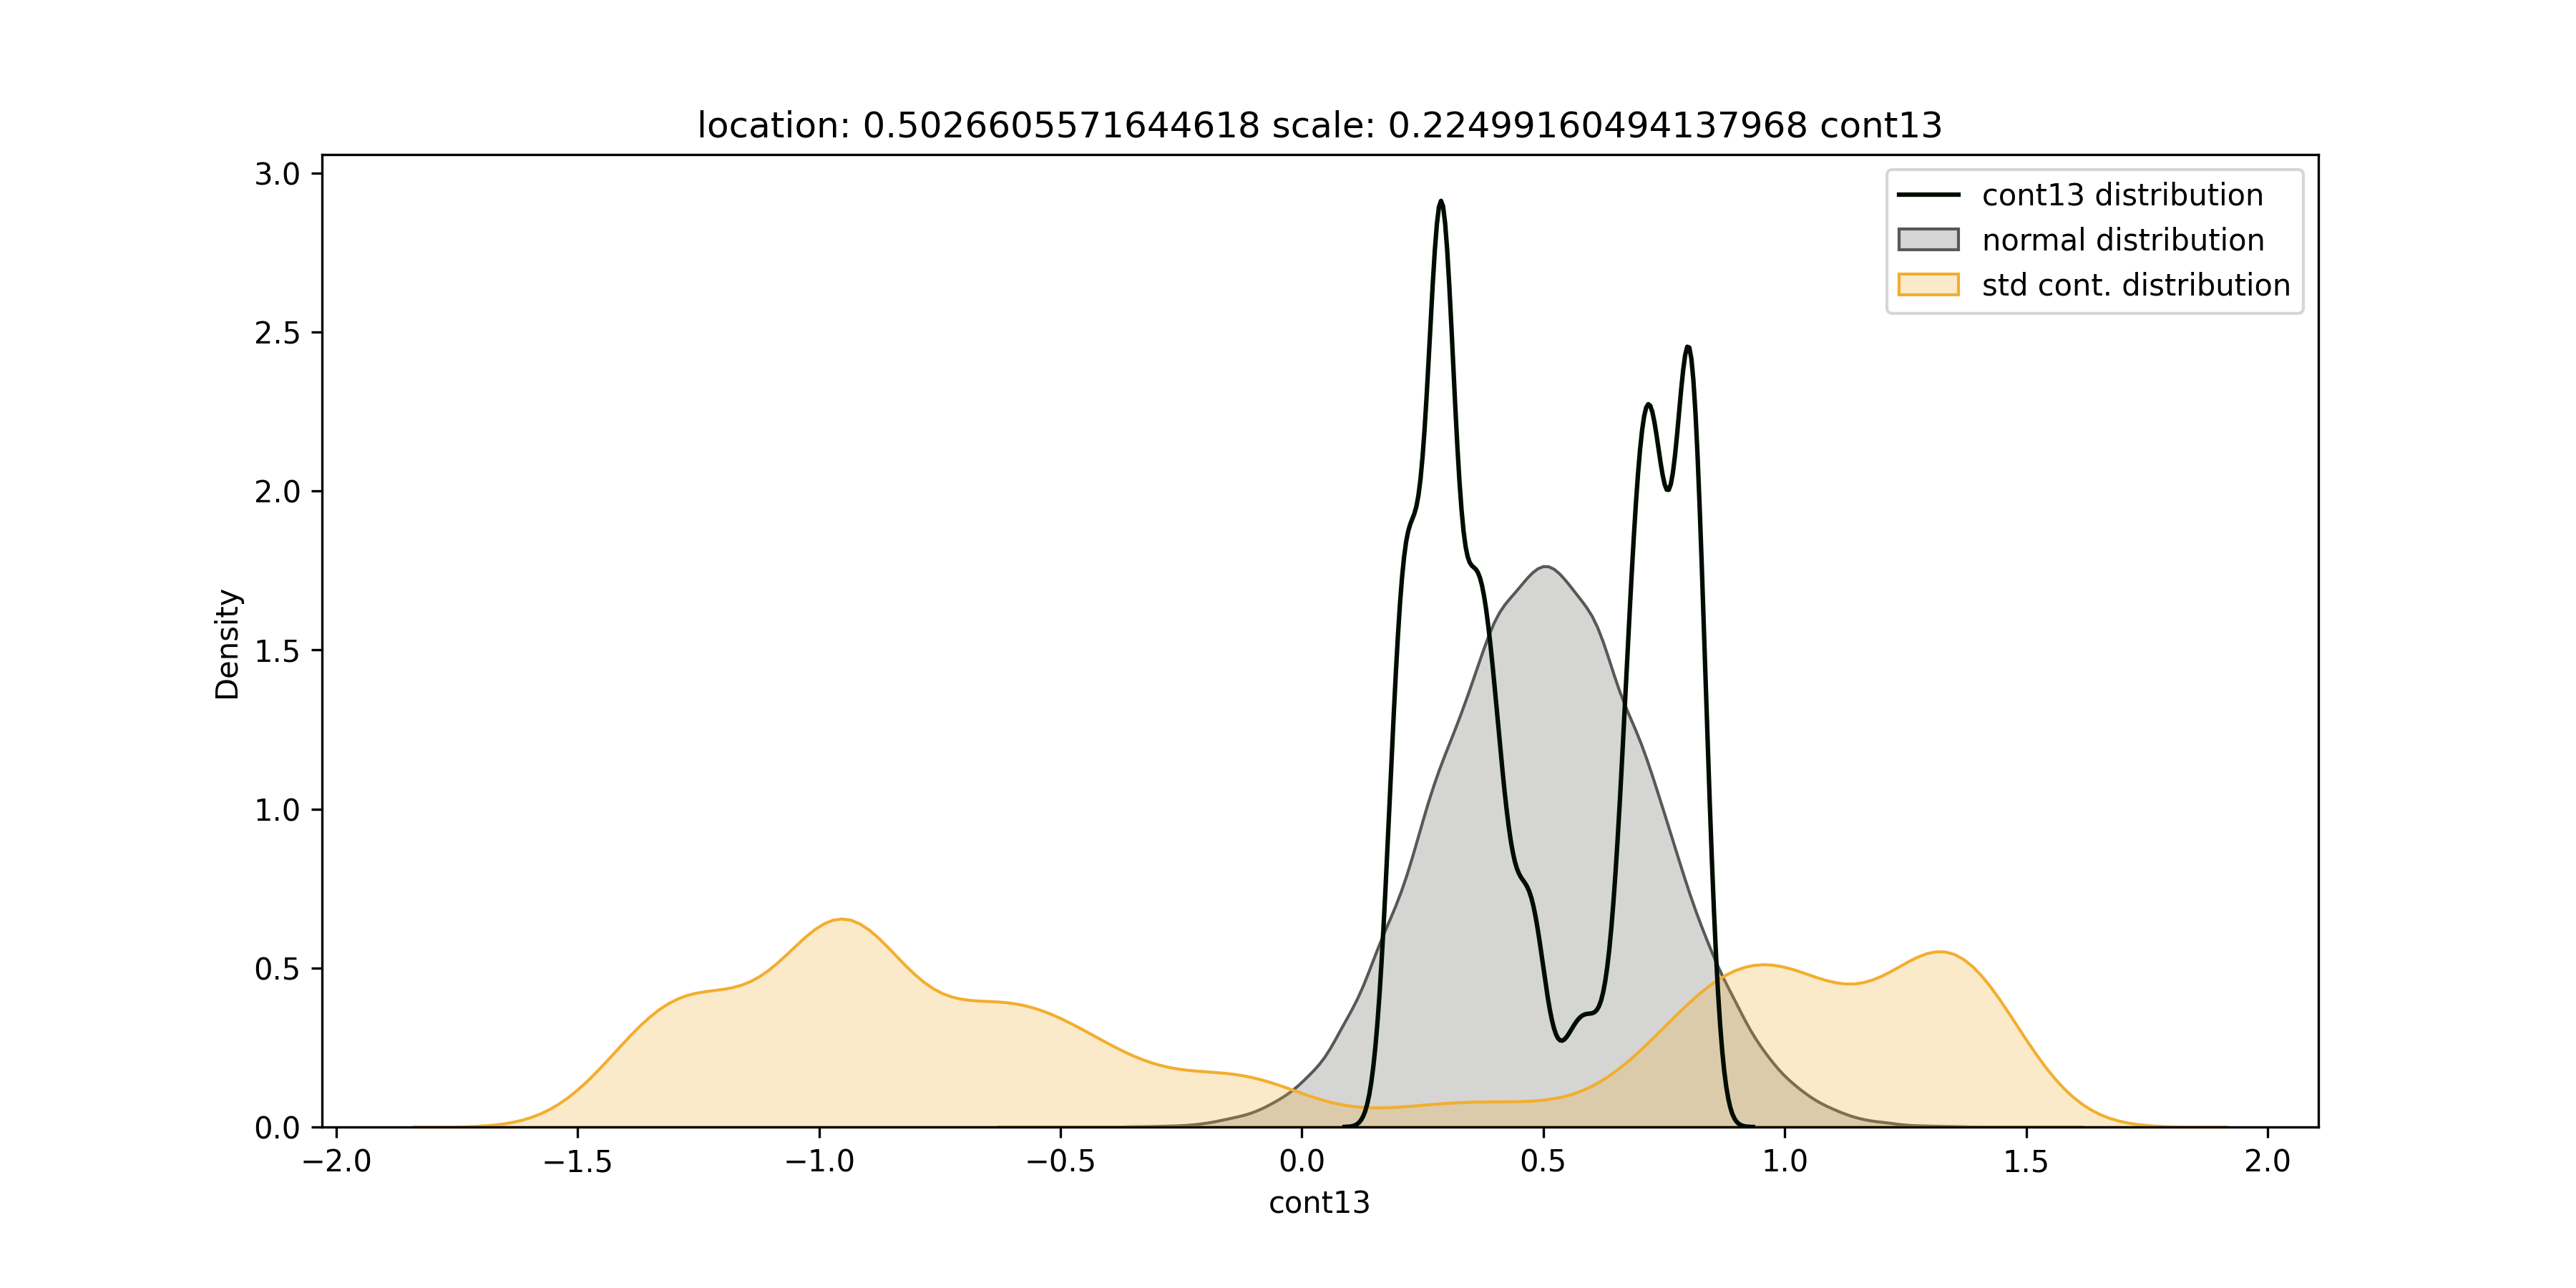 location: 0.5026605571644618 scale: 0.22499160494137968 cont13
cont13 distribution
normal distribution
std cont. distribution
Density
3.0
2.5
2.0
1.5
1.0
0.5
0.0
−2.0 −1.5 −1.0 −0.5 0.0 0.5 1.0 1.5 2.0
cont13